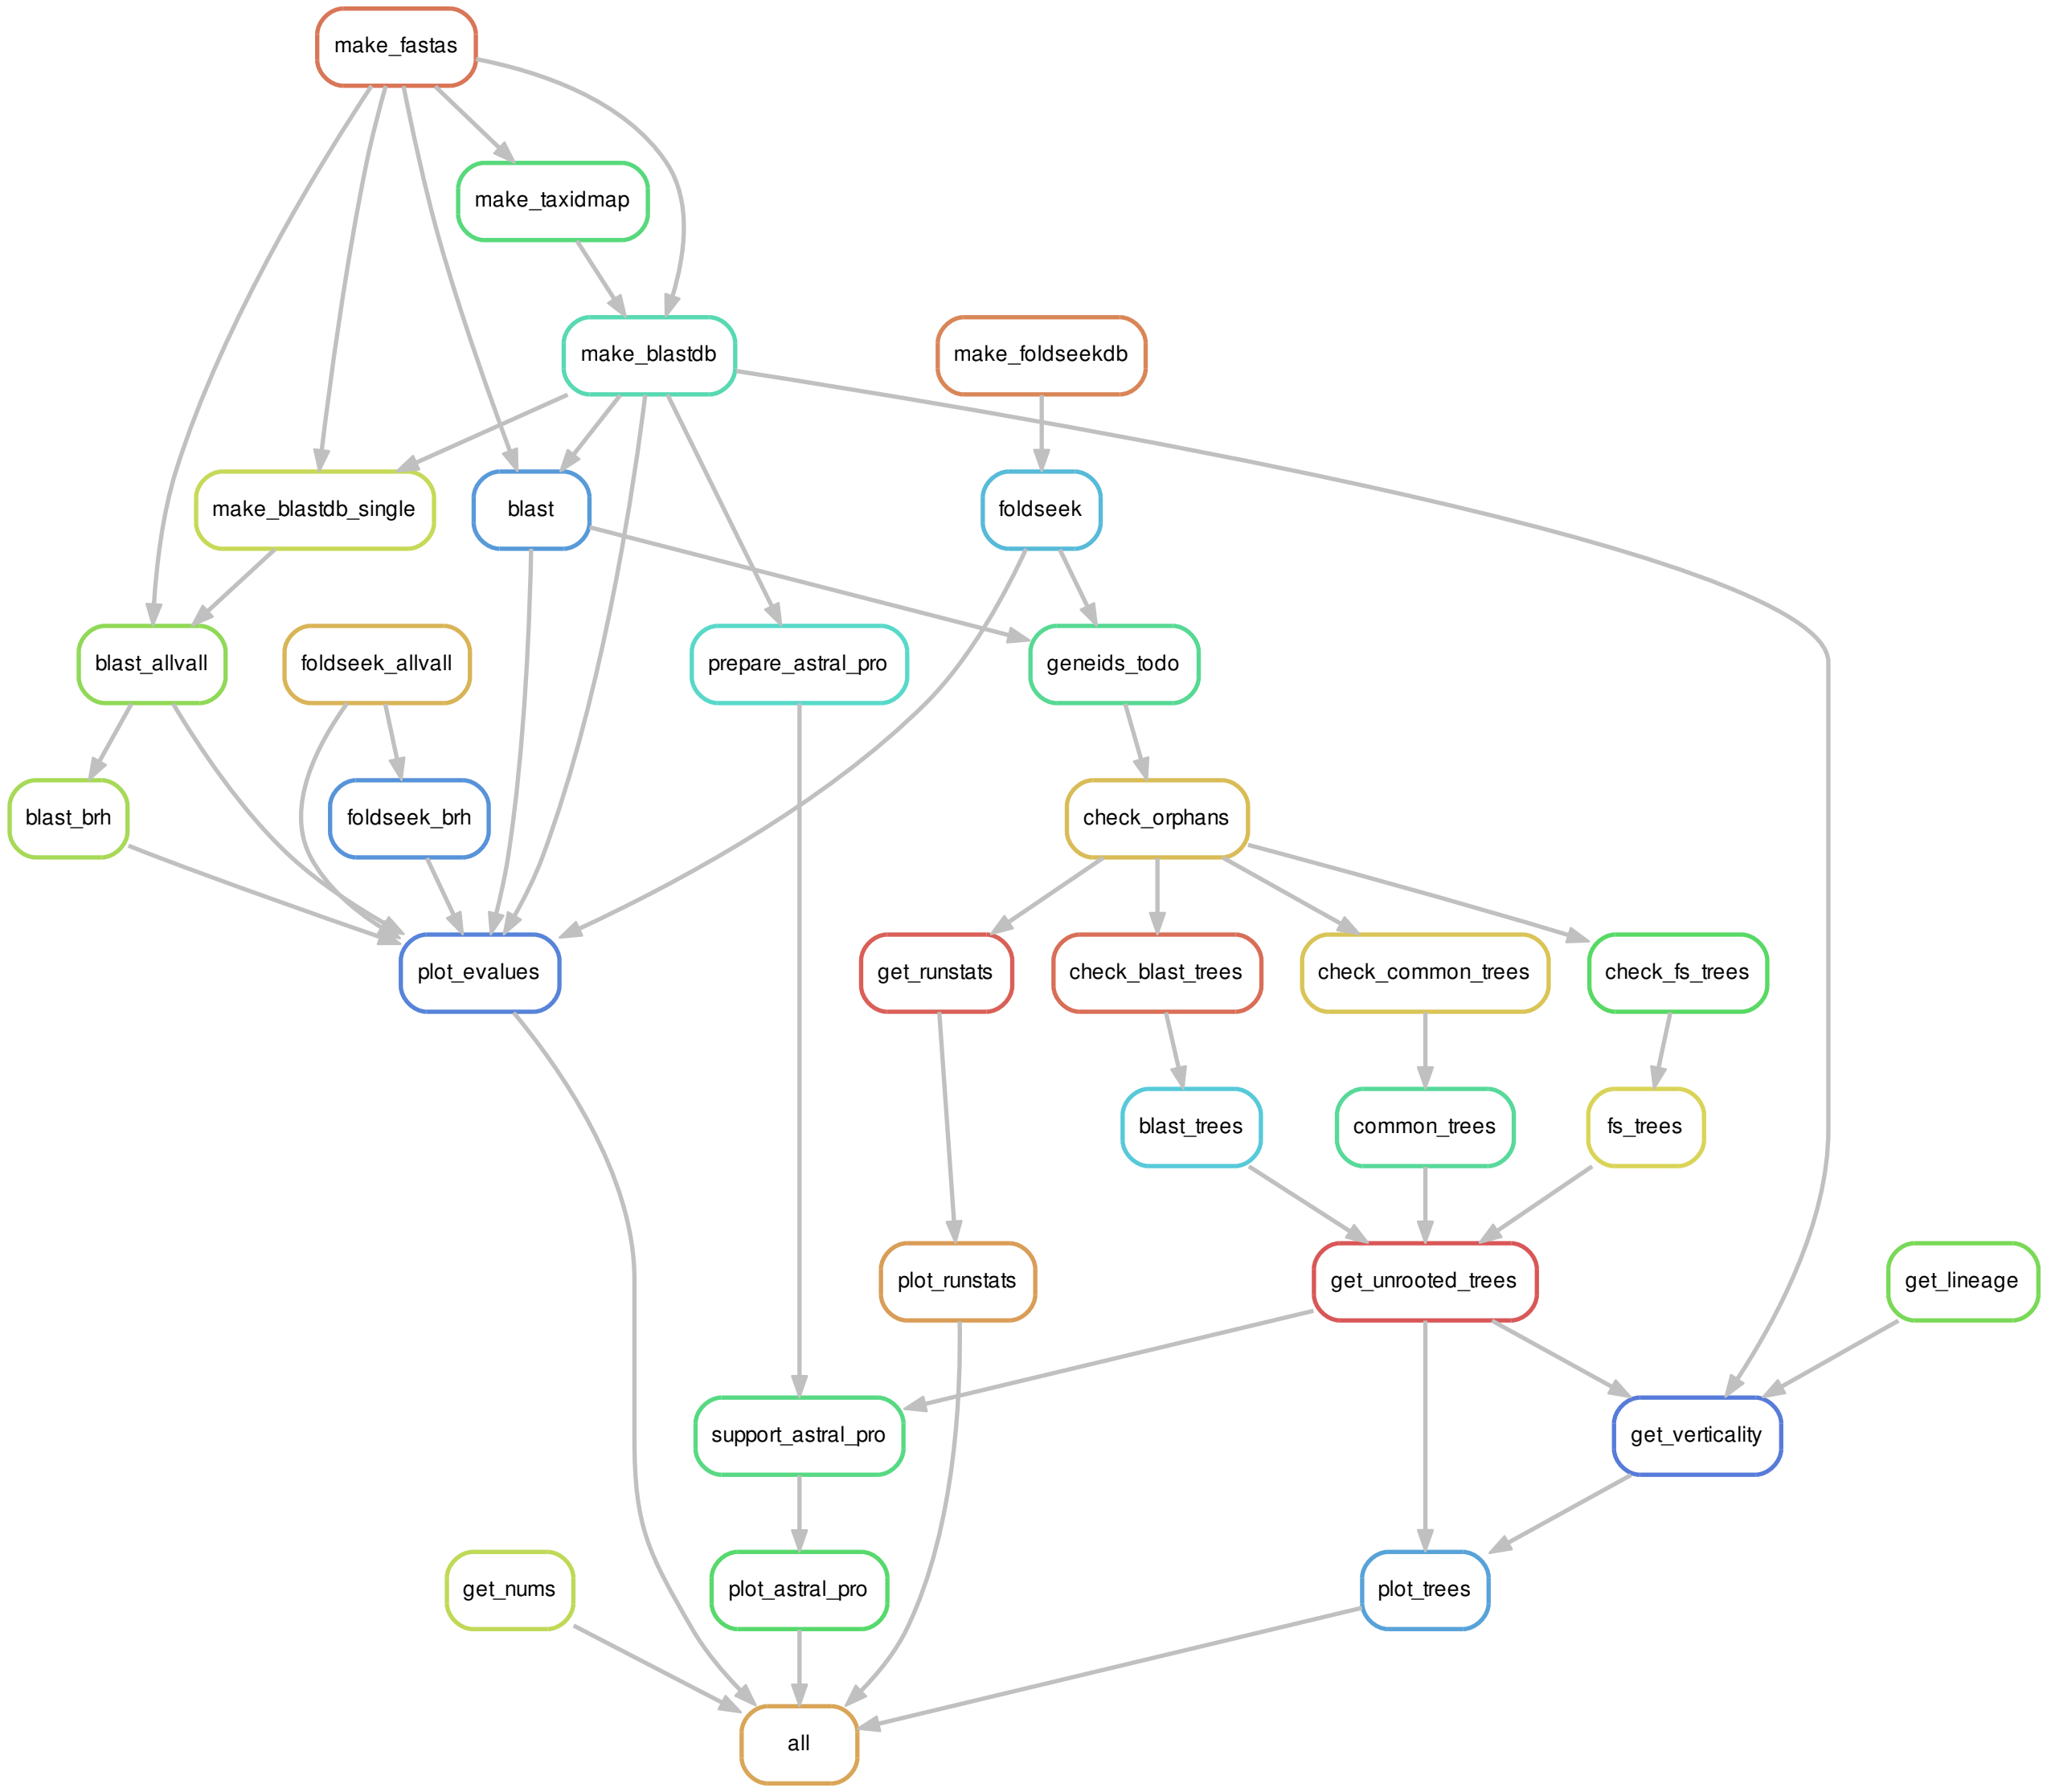 make_fastas
make_taxidmap
make_blastdb
make_foldseekdb
make_blastdb_single
blast
foldseek
blast_allvall
foldseek_allvall
prepare_astral_pro
geneids_todo
blast_brh
foldseek_brh
check_orphans
plot_evalues
get_runstats
check_blast_trees
check_common_trees
check_fs_trees
blast_trees
common_trees
fs_trees
plot_runstats
get_unrooted_trees
get_lineage
support_astral_pro
get_verticality
get_nums
plot_astral_pro
plot_trees
all